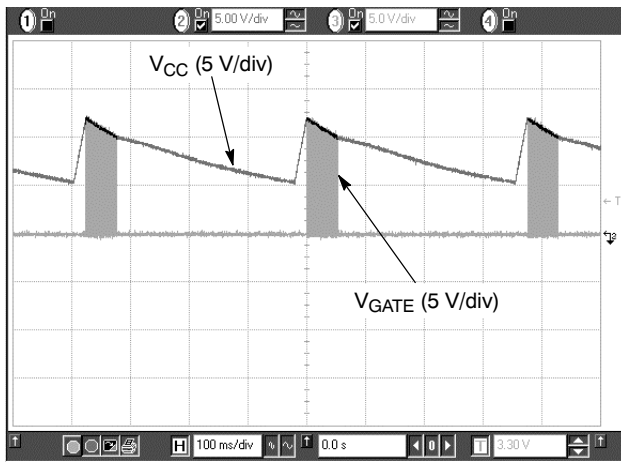 1 On 2 On 5.00 V/div 3 On 5.0 V/div 4 On
VCC (5 V/div)
T
2
VGATE (5 V/div)
H 100 ms/div 0.0 s 0 T 3.30 V